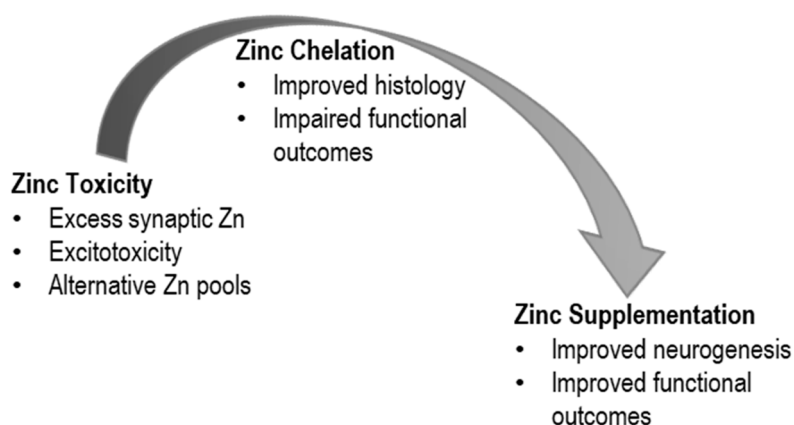 Zinc Chelation
• Improved histology
• Impaired functional
outcomes
Zinc Toxicity
• Excess synaptic Zn
• Excitotoxicity
• Alternative Zn pools
Zinc Supplementation
• Improved neurogenesis
• Improved functional
outcomes